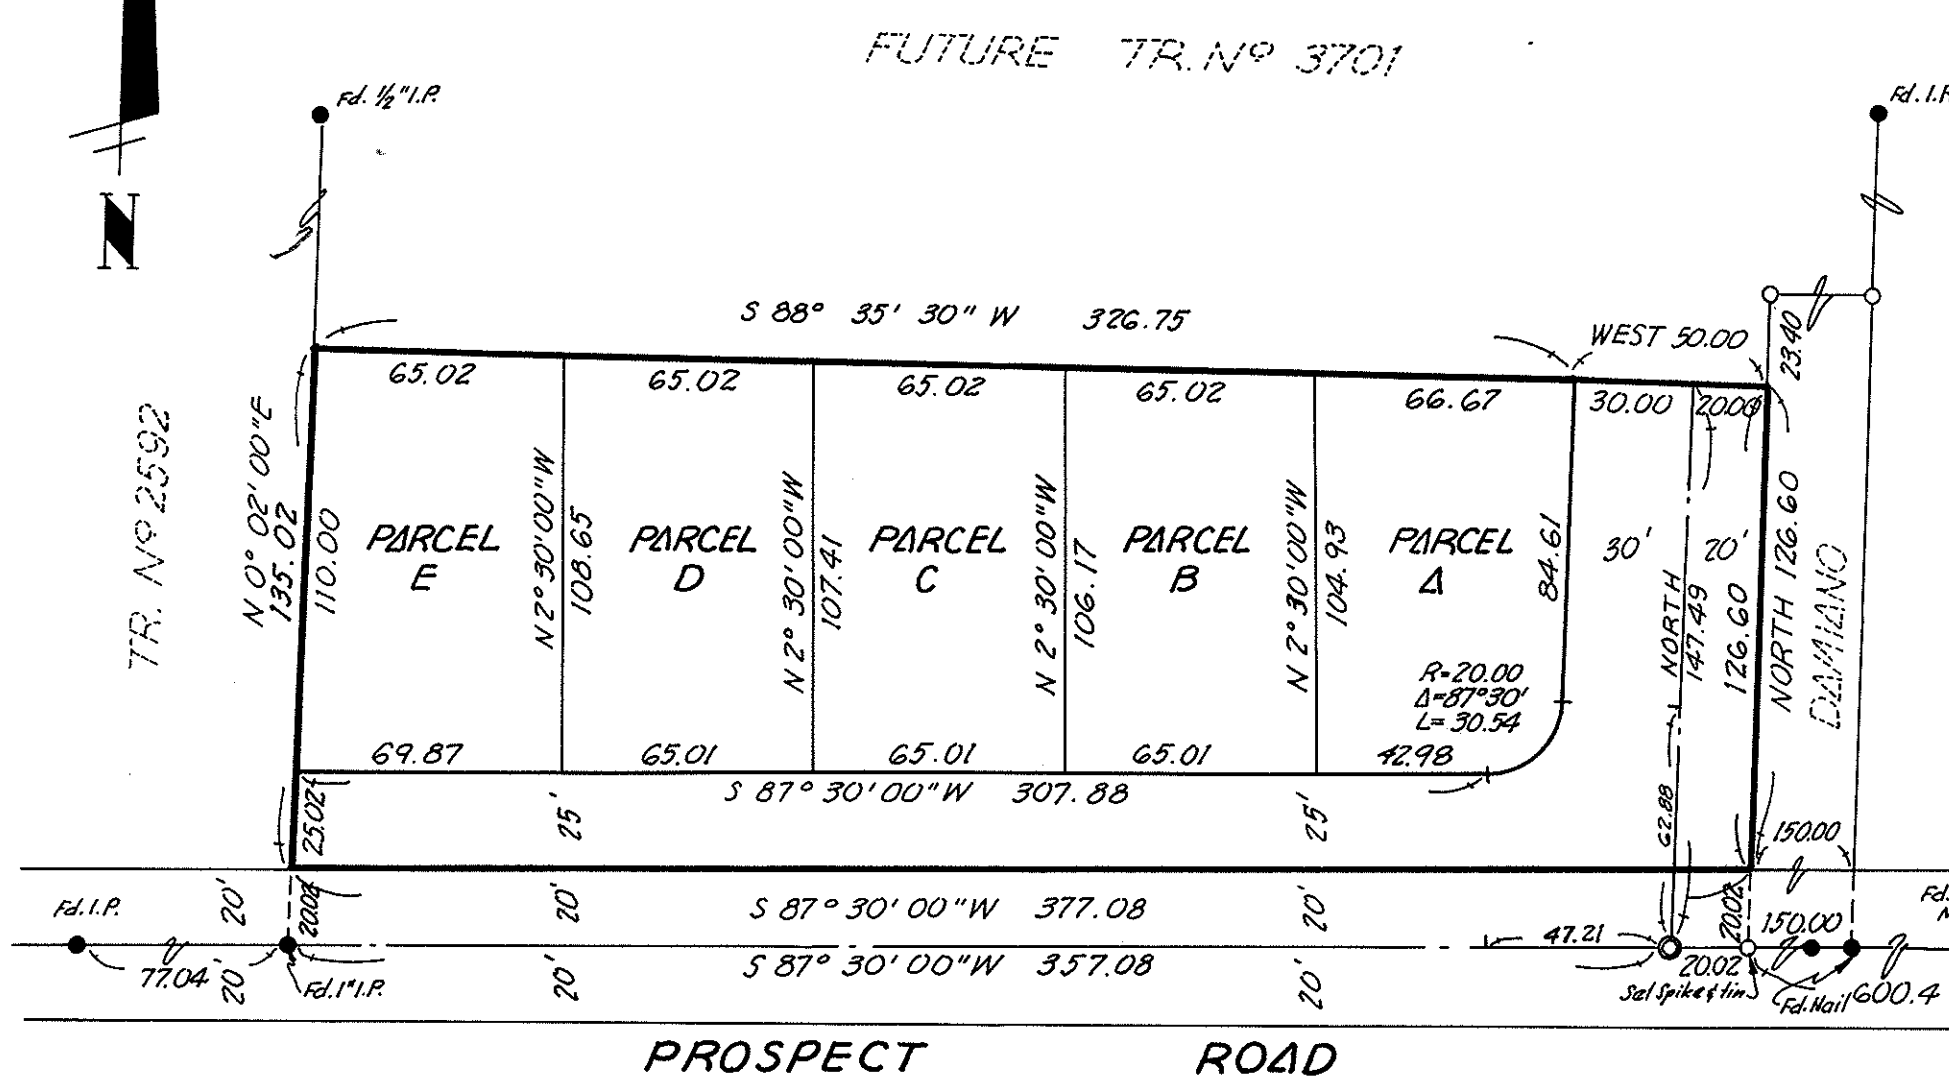 FUTURE TR. Nº 3701
Fd. ½" I.P.
Fd. I.P
N
S 88° 35' 30" W 326.75
WEST 50.00
23.40
65.02
65.02
65.02
65.02
66.67
30.00
20.00
TR. Nº 2592
N 0° 02' 00" E
135.02
110.00
PARCEL
E
N 2° 30' 00" W
108.65
PARCEL
D
N 2° 30' 00" W
107.41
PARCEL
C
N 2° 30' 00" W
106.17
PARCEL
B
N 2° 30' 00" W
104.93
PARCEL
A
84.61
30'
20'
NORTH
147.49
126.60
NORTH 126.60
DAMIANO
R=20.00
Δ=87°30'
L=30.54
69.87
65.01
65.01
65.01
42.98
S 87° 30' 00" W 307.88
25.02
25'
25'
62.88
150.00
Fd. I.P.
20'
20.02
20'
S 87° 30' 00" W 377.08
20'
20.02
150.00
Fd.
47.21
77.04
20'
Fd. 1" I.P.
20'
S 87° 30' 00" W 357.08
20'
20.02
Set Spike & tin
Fd. Nail
600.4
PROSPECT ROAD